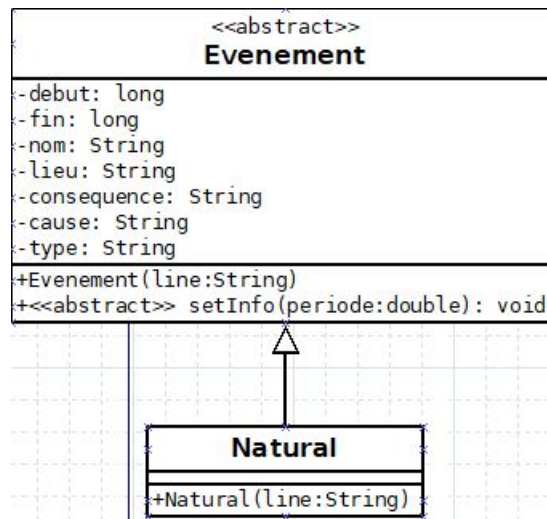 <<abstract>>
Evenement
-debut: long
-fin: long
-nom: String
-lieu: String
-consequence: String
-cause: String
-type: String
+Evenement(line:String)
+<<abstract>> setInfo(periode:double): void
Natural
+Natural(line:String)